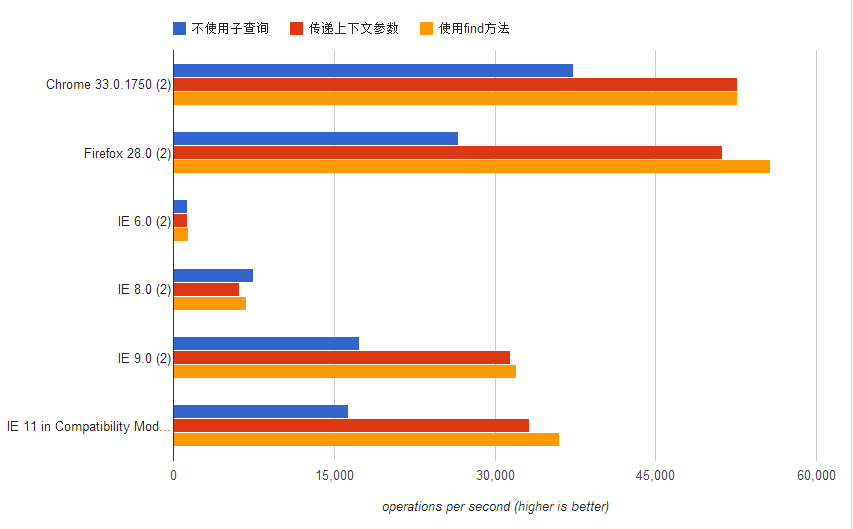 不使用子查询 传递上下文参数 使用find方法
Chrome 33.0.1750 (2)
Firefox 28.0 (2)
IE 6.0 (2)
IE 8.0 (2)
IE 9.0 (2)
IE 11 in Compatibility Mod...
0 15,000 30,000 45,000 60,000
operations per second (higher is better)